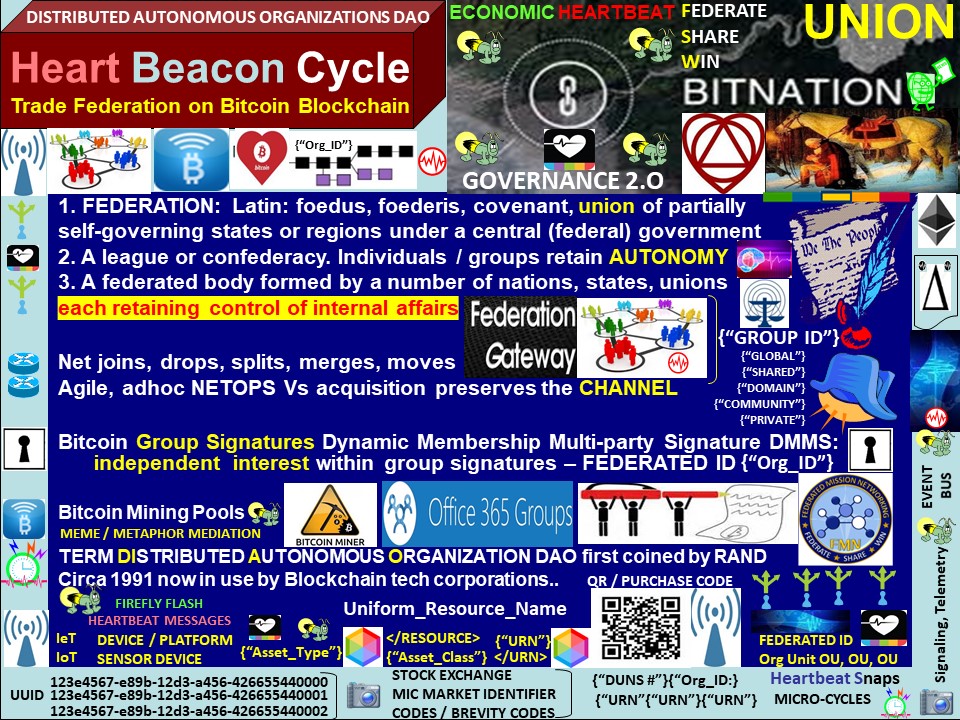 DISTRIBUTED AUTONOMOUS ORGANIZATIONS DAO
Heart Beacon Cycle
Trade Federation on Bitcoin Blockchain
ECONOMIC HEARTBEAT
FEDERATE
SHARE
WIN
UNION
BITNATION
GOVERNANCE 2.O
bitcoin
{“Org_ID”}
1. FEDERATION: Latin: foedus, foederis, covenant, union of partially
self-governing states or regions under a central (federal) government
2. A league or confederacy. Individuals / groups retain AUTONOMY
3. A federated body formed by a number of nations, states, unions
each retaining control of internal affairs
We The People
Federation
Gateway
{“GROUP ID”}
{“GLOBAL”}
{“SHARED”}
{“DOMAIN”}
{“COMMUNITY”}
{“PRIVATE”}
Net joins, drops, splits, merges, moves
Agile, adhoc NETOPS Vs acquisition preserves the CHANNEL
Bitcoin Group Signatures Dynamic Membership Multi-party Signature DMMS:
independent interest within group signatures – FEDERATED ID {“Org_ID”}
Bitcoin Mining Pools
MEME / METAPHOR MEDIATION
BITCOIN MINER
Office 365 Groups
FEDERATED MISSION NETWORKING
FMN
FEDERATE ★ SHARE ★ WIN
EVENT
BUS
Signaling, Telemetry
TERM DISTRIBUTED AUTONOMOUS ORGANIZATION DAO first coined by RAND
Circa 1991 now in use by Blockchain tech corporations..
QR / PURCHASE CODE
FIREFLY FLASH
HEARTBEAT MESSAGES
Uniform_Resource_Name
IeT
IoT
DEVICE / PLATFORM
SENSOR DEVICE
{“Asset_Type”}
</RESOURCE>
{“Asset_Class”}
{“URN”}
</URN>
FEDERATED ID
Org Unit OU, OU, OU
UUID
123e4567-e89b-12d3-a456-426655440000
123e4567-e89b-12d3-a456-426655440001
123e4567-e89b-12d3-a456-426655440002
STOCK EXCHANGE
MIC MARKET IDENTIFIER
CODES / BREVITY CODES
{“DUNS #”}{“Org_ID:}
{“URN”}{“URN”}{“URN”}
Heartbeat Snaps
MICRO-CYCLES